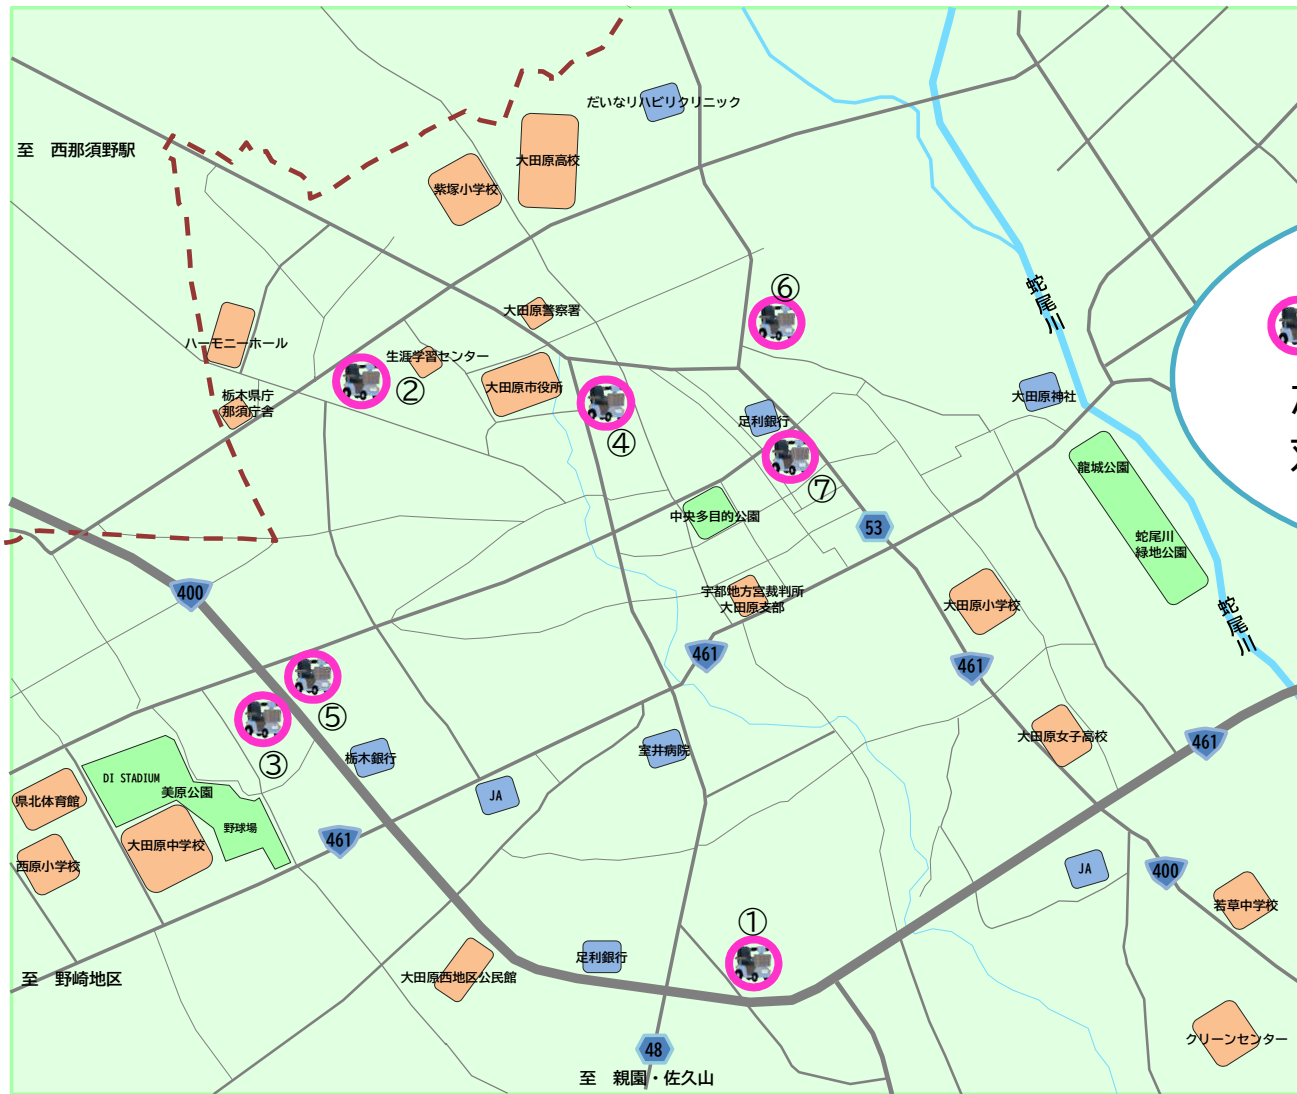 だいなリハビリクリニック
至 西那須野駅
大田原高校
紫塚小学校
⑥
蛇尾川
大田原警察署
ハーモニーホール
生涯学習センター
②
大田原市役所
栃木県庁
那須庁舎
大田原神社
④
足利銀行
⑦
龍城公園
中央多目的公園
53
蛇尾川
緑地公園
400
宇都地方宮裁判所
大田原支部
大田原小学校
蛇尾川
461
461
⑤
大田原女子高校
461
③
栃木銀行
室井病院
DI STADIUM
美原公園
JA
県北体育館
野球場
461
大田原中学校
西原小学校
JA
400
若草中学校
①
足利銀行
大田原西地区公民館
至 野崎地区
クリーンセンター
48
至 親園・佐久山